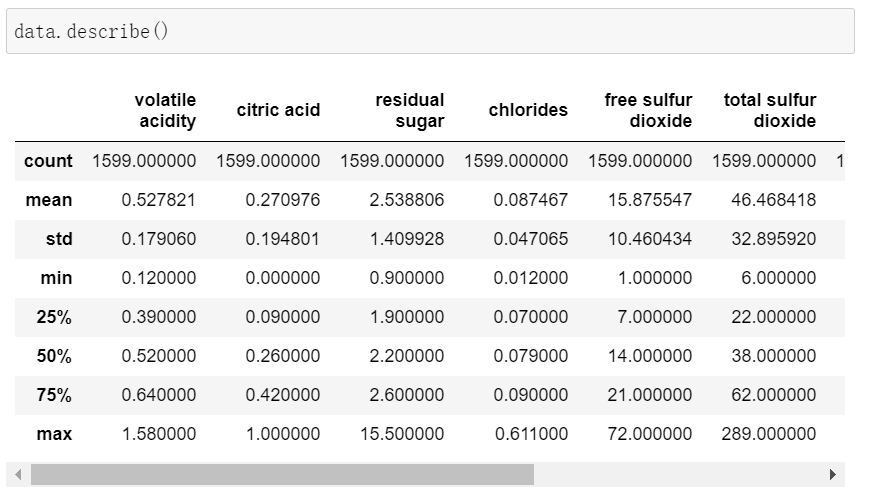 data.describe()
volatile acidity citric acid residual sugar chlorides free sulfur dioxide total sulfur dioxide
count 1599.000000 1599.000000 1599.000000 1599.000000 1599.000000 1599.000000 1
mean 0.527821 0.270976 2.538806 0.087467 15.875547 46.468418
std 0.179060 0.194801 1.409928 0.047065 10.460434 32.895920
min 0.120000 0.000000 0.900000 0.012000 1.000000 6.000000
25% 0.390000 0.090000 1.900000 0.070000 7.000000 22.000000
50% 0.520000 0.260000 2.200000 0.079000 14.000000 38.000000
75% 0.640000 0.420000 2.600000 0.090000 21.000000 62.000000
max 1.580000 1.000000 15.500000 0.611000 72.000000 289.000000